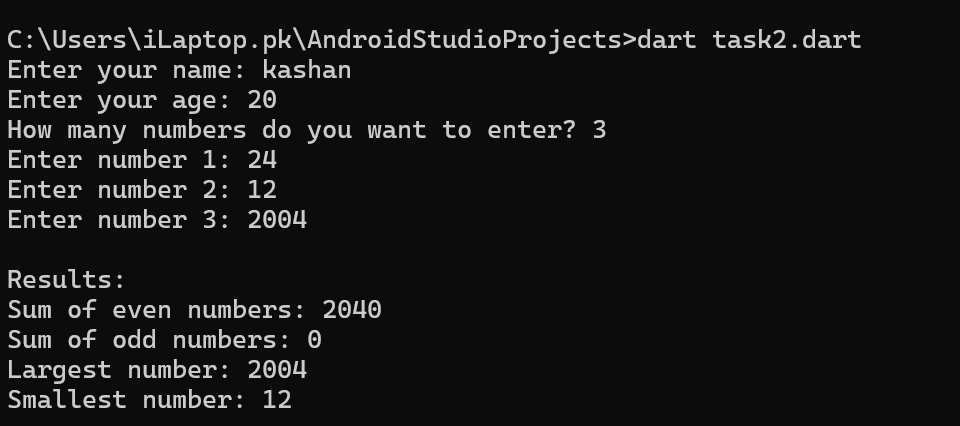 C:\Users\iLaptop.pk\AndroidStudioProjects>dart task2.dart
Enter your name: kashan
Enter your age: 20
How many numbers do you want to enter? 3
Enter number 1: 24
Enter number 2: 12
Enter number 3: 2004
Results:
Sum of even numbers: 2040
Sum of odd numbers: 0
Largest number: 2004
Smallest number: 12